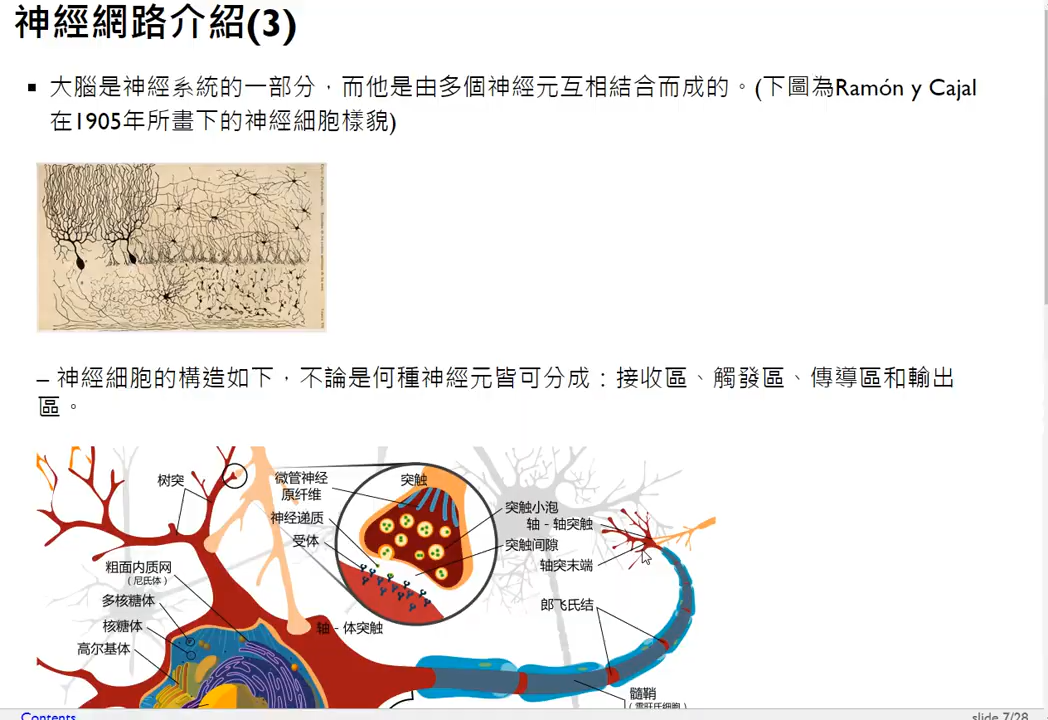 神經網路介紹(3)
▪ 大腦是神經系統的一部分，而他是由多個神經元互相結合而成的。(下圖為Ramón y Cajal
在1905年所畫下的神經細胞樣貌)
– 神經細胞的構造如下，不論是何種神經元皆可分成：接收區、觸發區、傳導區和輸出
區。
树突
微管神经
原纤维
突触
神经递质
受体
突触小泡
轴 - 轴突触
突触间隙
轴突末端
粗面内质网
(尼氏体)
多核糖体
核糖体
高尔基体
轴 - 体突触
郎飞氏结
髓鞘
Contents
slide 7/28